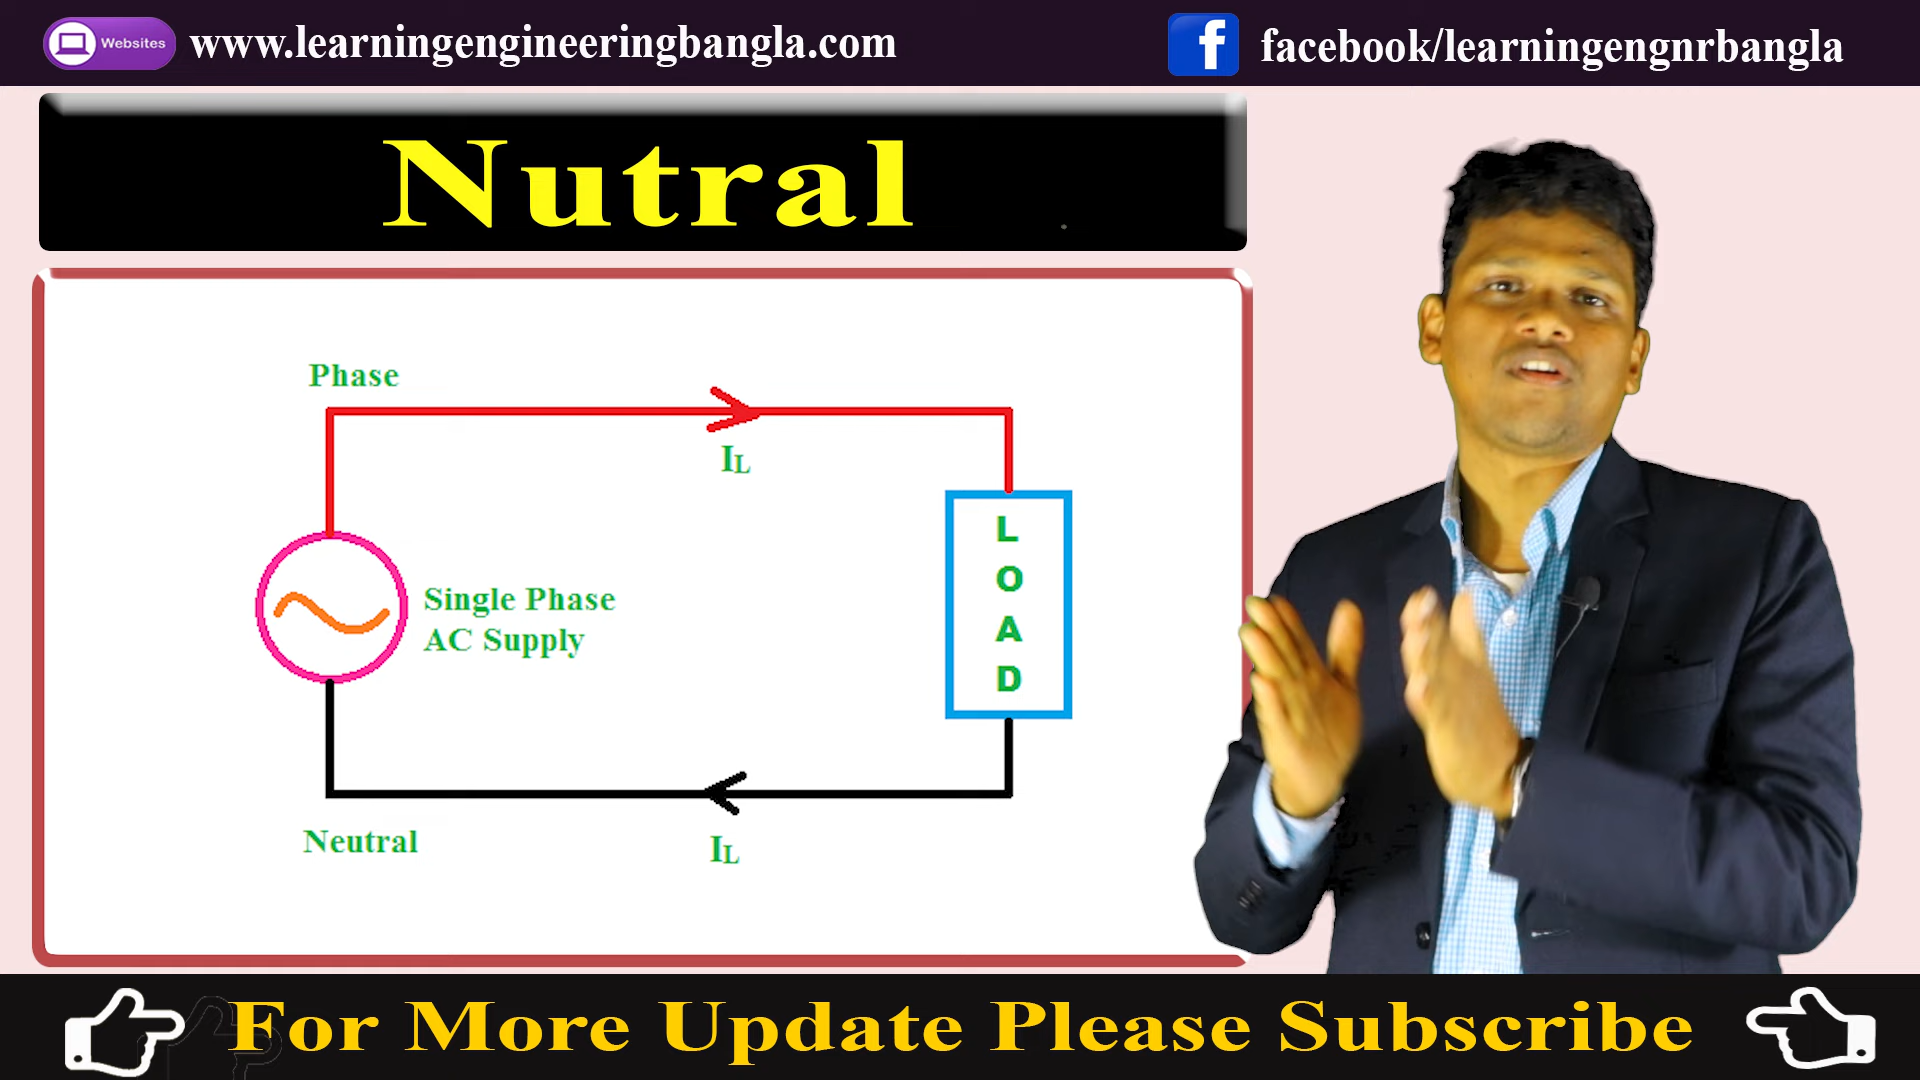 Websites www.learningengineeringbangla.com
facebook/learningengnrbangla
Nutral
Phase
IL
Single Phase
AC Supply
L
O
A
D
Neutral
IL
For More Update Please Subscribe